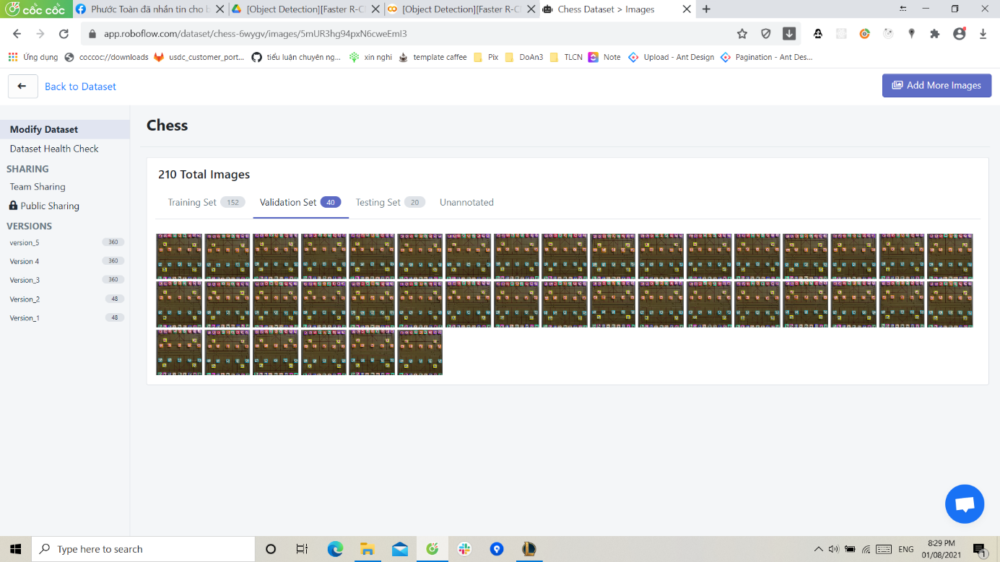 cốc cốc
Phước Toàn đã nhắn tin cho b
[Object Detection][Faster R-C
[Object Detection][Faster R-C
Chess Dataset > Images
app.roboflow.com/dataset/chess-6wygv/images/5mUR3hg94pxN6cweEmI3
Ứng dụng
coccoc://downloads
usdc_customer_port...
tiểu luận chuyên ng...
xin nghi
template caffee
Pix
DoAn3
TLCN
Note
Upload - Ant Design
Pagination - Ant Des...
Back to Dataset
Add More Images
Modify Dataset
Dataset Health Check
SHARING
Team Sharing
Public Sharing
VERSIONS
version_5 360
Version 4 360
Version_3 360
Version_2 48
Version_1 48
Chess
210 Total Images
Training Set 152
Validation Set 40
Testing Set 20
Unannotated
Type here to search
ENG
8:29 PM
01/08/2021
1